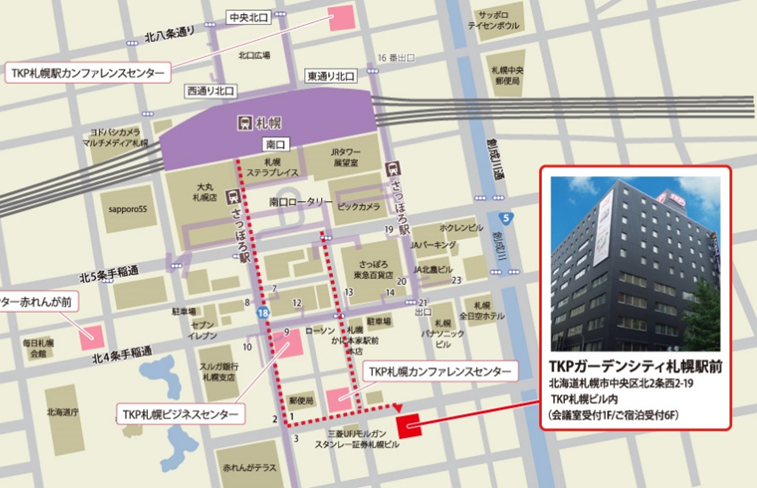 中央北口
サッポロ
テイセンボウル
北八条通り
北口広場
16 番出口
TKP札幌駅カンファレンスセンター
東通り北口
札幌中央
郵便局
西通り北口
札幌
ヨドバシカメラ
マルチメディア札幌
南口
創成川通
JRタワー
展望室
札幌
ステラプレイス
大丸
札幌店
さっぽろ駅
さっぽろ駅
南口ロータリー
ビックカメラ
sapporo55
5
19
ホクレンビル
創成川
JAパーキング
さっぽろ
東急百貨店
JA北農ビル
北5条手稲通
20
23
7
13
14
8
12
21
出口
札幌
全日空ホテル
ター赤れんが前
18
駐車場
セブン
イレブン
9
ローソン
駐車場
札幌
かに本家駅前
本店
札幌
パナソニック
ビル
毎日札幌
会館
10
北4条手稲通
スルガ銀行
札幌支店
TKP札幌カンファレンスセンター
郵便局
TKP札幌ビジネスセンター
1
2
3
北海道庁
三菱UFJモルガン
スタンレー証券札幌ビル
赤れんがテラス
TKPガーデンシティ札幌駅前
北海道札幌市中央区北2条西2-19
TKP札幌ビル内
（会議室受付1F/ご宿泊受付6F）